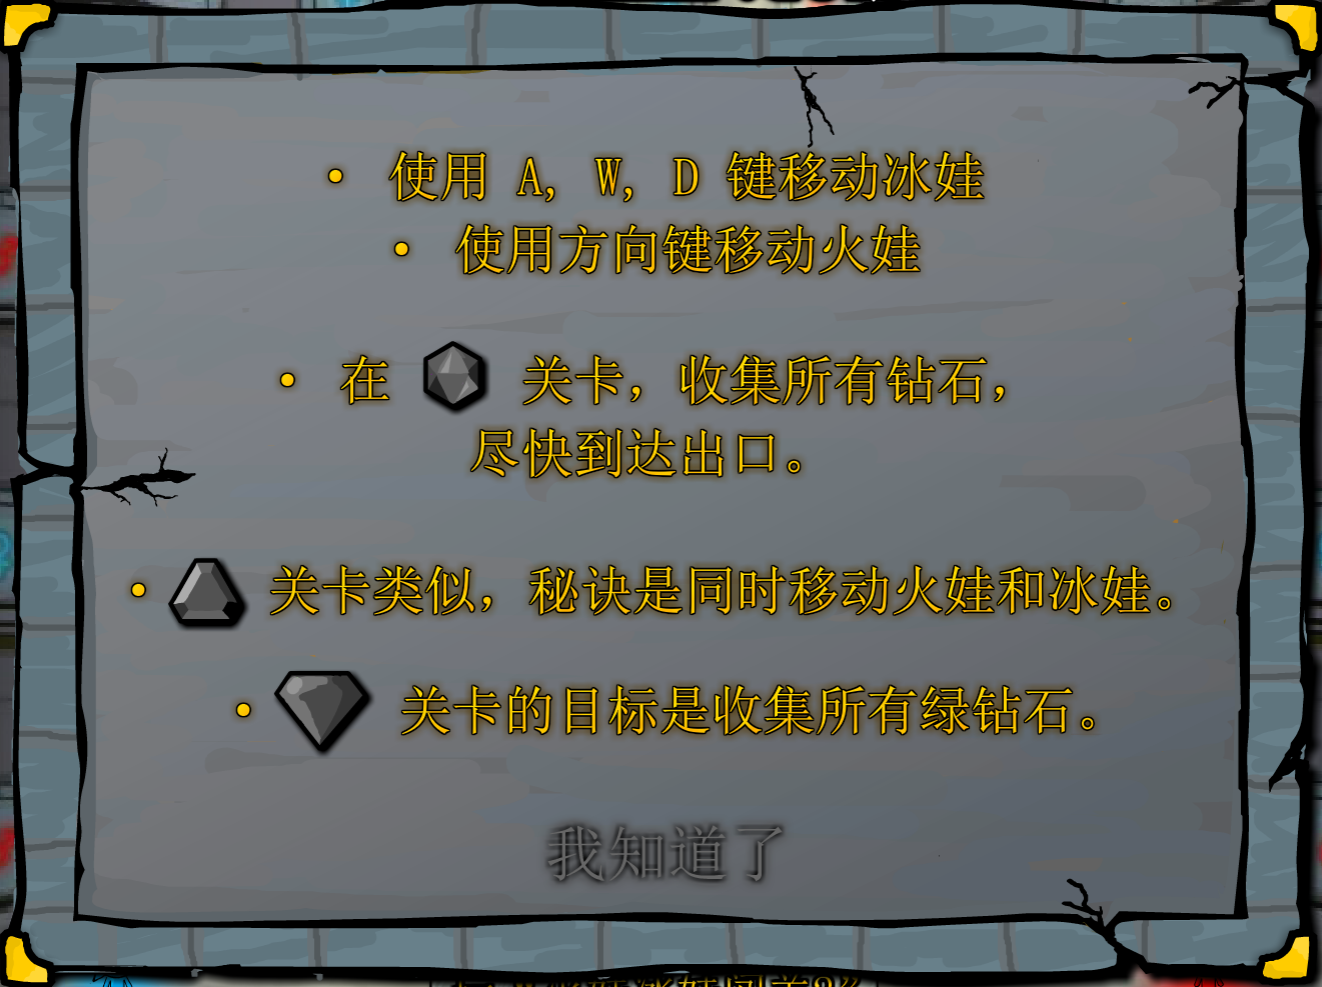 • 使用 A, W, D 键移动冰娃
• 使用方向键移动火娃
• 在 关卡，收集所有钻石，
尽快到达出口。
• 关卡类似，秘诀是同时移动火娃和冰娃。
• 关卡的目标是收集所有绿钻石。
我知道了